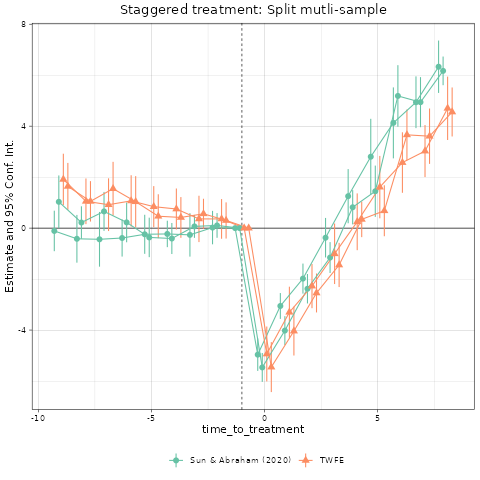 Staggered treatment: Split mutli-sample
Estimate and 95% Conf. Int.
8
4
0
-4
-10
-5
0
5
time_to_treatment
Sun & Abraham (2020)
TWFE